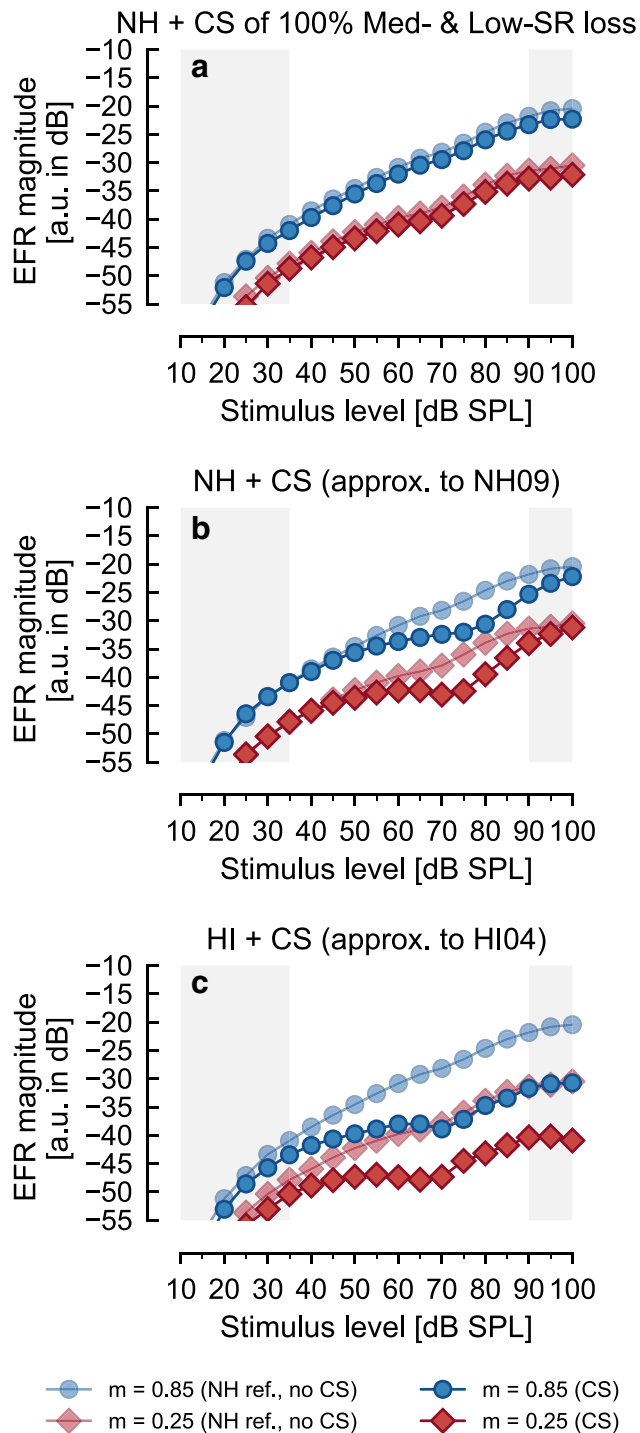 NH + CS of 100% Med- & Low-SR loss
a
−10
−15
−20
−25
−30
−35
−40
−45
−50
−55
EFR magnitude
[a.u. in dB]
10 20 30 40 50 60 70 80 90 100
Stimulus level [dB SPL]
NH + CS (approx. to NH09)
b
−10
−15
−20
−25
−30
−35
−40
−45
−50
−55
EFR magnitude
[a.u. in dB]
10 20 30 40 50 60 70 80 90 100
Stimulus level [dB SPL]
HI + CS (approx. to HI04)
c
−10
−15
−20
−25
−30
−35
−40
−45
−50
−55
EFR magnitude
[a.u. in dB]
10 20 30 40 50 60 70 80 90 100
Stimulus level [dB SPL]
m = 0.85 (NH ref., no CS)
m = 0.85 (CS)
m = 0.25 (NH ref., no CS)
m = 0.25 (CS)